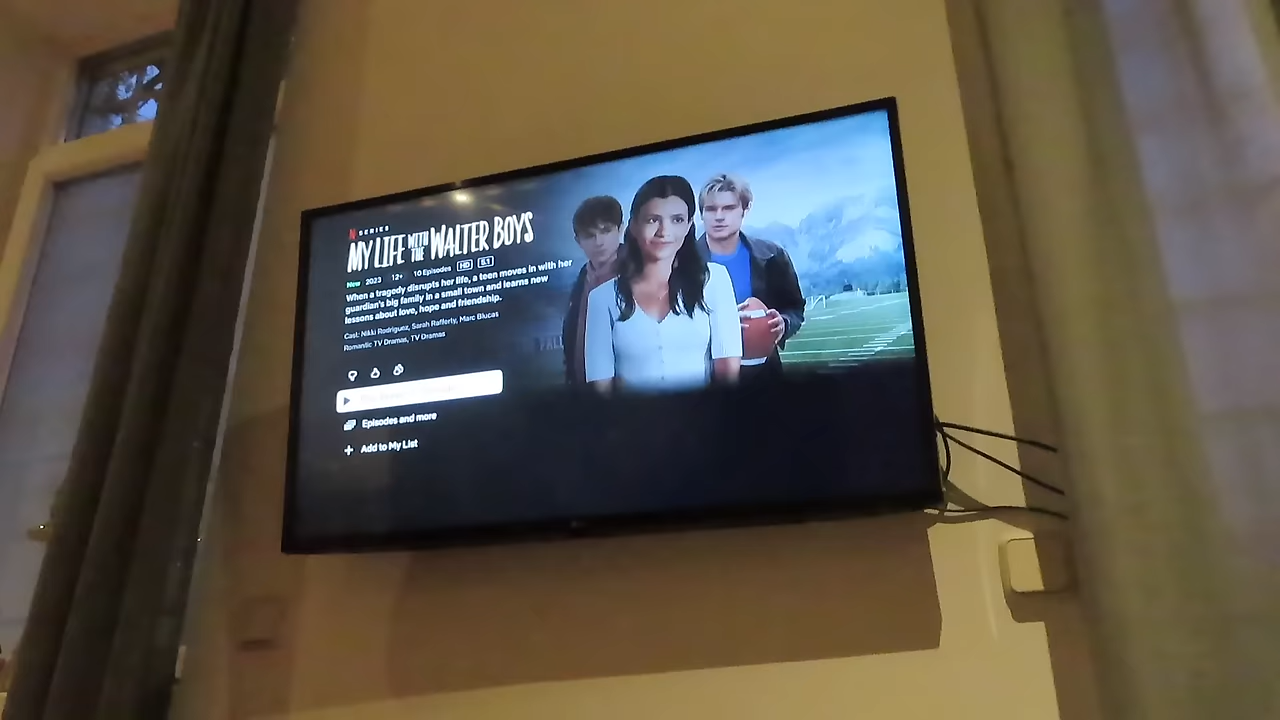 N SERIES
MY LIFE WITH THE WALTER BOYS
New 2023 12+ 10 Episodes HD 5.1
When a tragedy disrupts her life, a teen moves in with her
guardian's big family in a small town and learns new
lessons about love, hope and friendship.
Cast: Nikki Rodriguez, Sarah Rafferty, Marc Blucas
Romantic TV Dramas, TV Dramas
Episodes and more
+ Add to My List